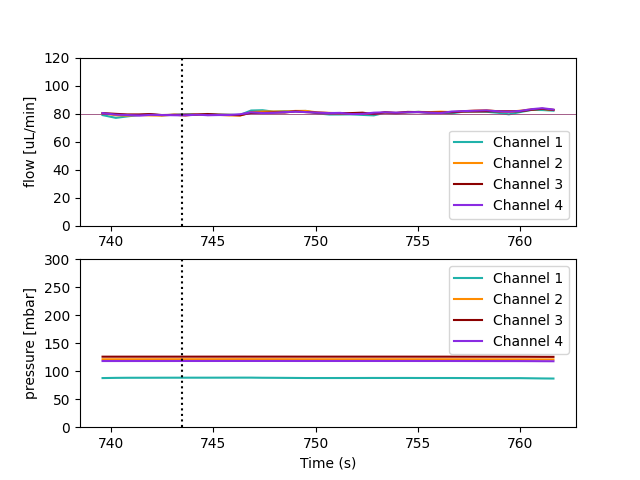 120
100
80
60
40
20
0
flow [uL/min]
Channel 1
Channel 2
Channel 3
Channel 4
740 745 750 755 760
300
250
200
150
100
50
0
pressure [mbar]
Channel 1
Channel 2
Channel 3
Channel 4
740 745 750 755 760
Time (s)